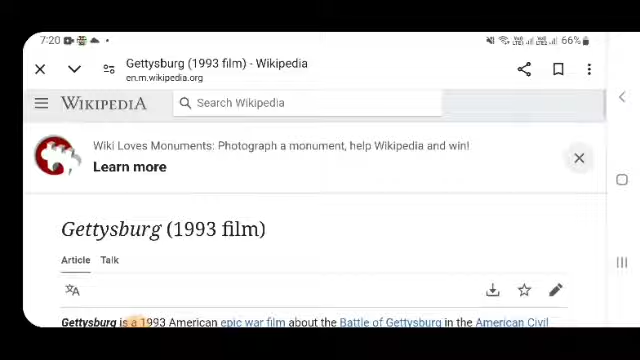 7:20 66%
Gettysburg (1993 film) - Wikipedia
en.m.wikipedia.org
WIKIPEDIA Search Wikipedia
Wiki Loves Monuments: Photograph a monument, help Wikipedia and win!
Learn more
Gettysburg (1993 film)
Article Talk
Gettysburg is a 1993 American epic war film about the Battle of Gettysburg in the American Civil